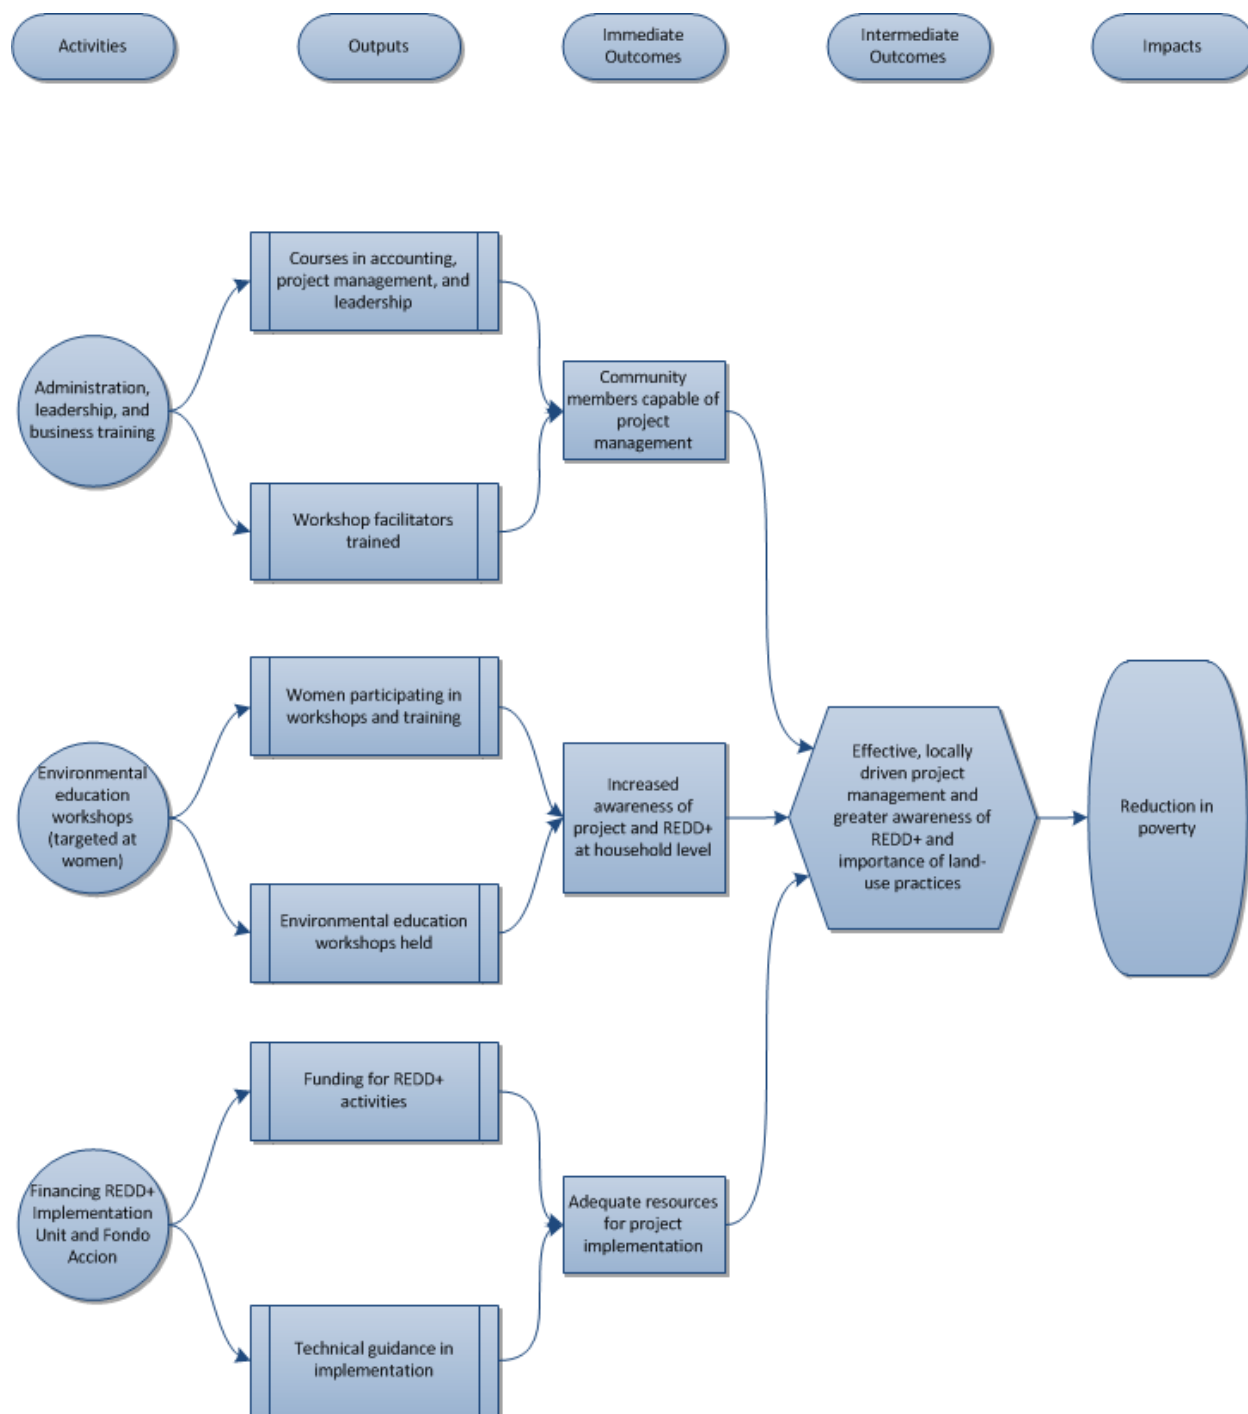 Activities
Outputs
Immediate
Outcomes
Intermediate
Outcomes
Impacts
Administration,
leadership, and
business training
Courses in accounting,
project management, and
leadership
Workshop facilitators
trained
Community
members capable of
project
management
Environmental
education
workshops
(targeted at
women)
Women participating in
workshops and training
Environmental education
workshops held
Increased
awareness of
project and REDD+
at household level
Effective, locally
driven project
management and
greater awareness of
REDD+ and
importance of land-
use practices
Reduction in
poverty
Financing REDD+
Implementation
Unit and Fondo
Accion
Funding for REDD+
activities
Technical guidance in
implementation
Adequate resources
for project
implementation